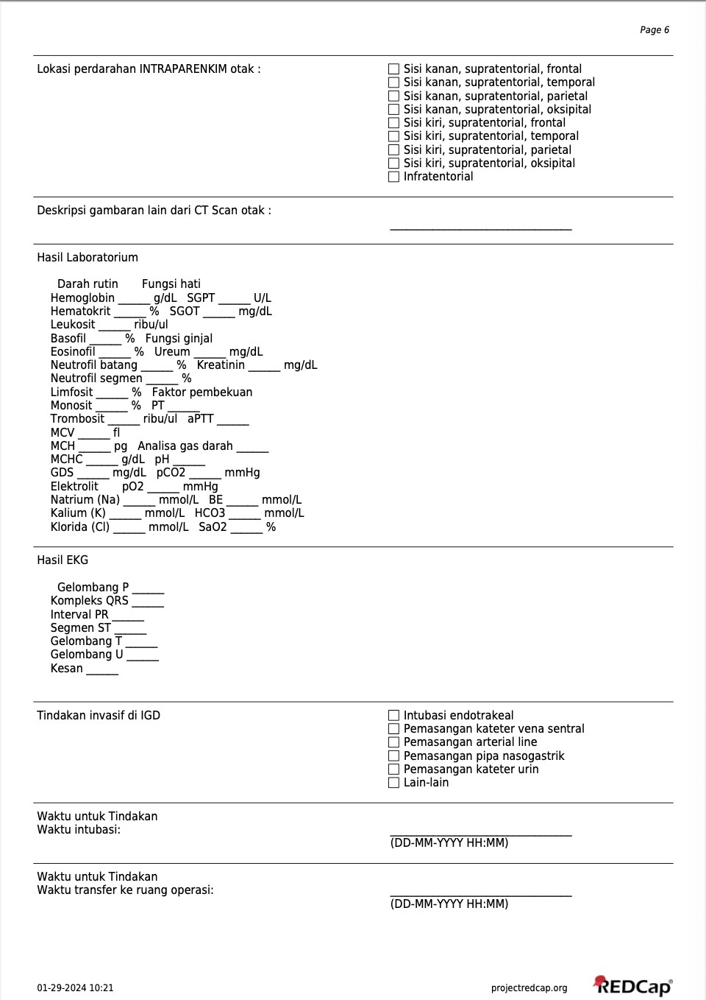 Page 6
Lokasi perdarahan INTRAPARENKIM otak :
Sisi kanan, supratentorial, frontal
Sisi kanan, supratentorial, temporal
Sisi kanan, supratentorial, parietal
Sisi kanan, supratentorial, oksipital
Sisi kiri, supratentorial, frontal
Sisi kiri, supratentorial, temporal
Sisi kiri, supratentorial, parietal
Sisi kiri, supratentorial, oksipital
Infratentorial
Deskripsi gambaran lain dari CT Scan otak :
__________________________________
Hasil Laboratorium
Darah rutin Fungsi hati
Hemoglobin ______ g/dL SGPT ______ U/L
Hematokrit ______ % SGOT ______ mg/dL
Leukosit ______ ribu/ul
Basofil ______ % Fungsi ginjal
Eosinofil ______ % Ureum ______ mg/dL
Neutrofil batang ______ % Kreatinin ______ mg/dL
Neutrofil segmen ______ %
Limfosit ______ % Faktor pembekuan
Monosit ______ % PT ______
Trombosit ______ ribu/ul aPTT ______
MCV ______ fl
MCH ______ pg Analisa gas darah ______
MCHC ______ g/dL pH ______
GDS ______ mg/dL pCO2 ______ mmHg
Elektrolit pO2 ______ mmHg
Natrium (Na) ______ mmol/L BE ______ mmol/L
Kalium (K) ______ mmol/L HCO3 ______ mmol/L
Klorida (Cl) ______ mmol/L SaO2 ______ %
Hasil EKG
Gelombang P ______
Kompleks QRS ______
Interval PR ______
Segmen ST ______
Gelombang T ______
Gelombang U ______
Kesan ______
Tindakan invasif di IGD
Intubasi endotrakeal
Pemasangan kateter vena sentral
Pemasangan arterial line
Pemasangan pipa nasogastrik
Pemasangan kateter urin
Lain-lain
Waktu untuk Tindakan
Waktu intubasi:
__________________________________
(DD-MM-YYYY HH:MM)
Waktu untuk Tindakan
Waktu transfer ke ruang operasi:
__________________________________
(DD-MM-YYYY HH:MM)
01-29-2024 10:21
projectredcap.org
REDCap®